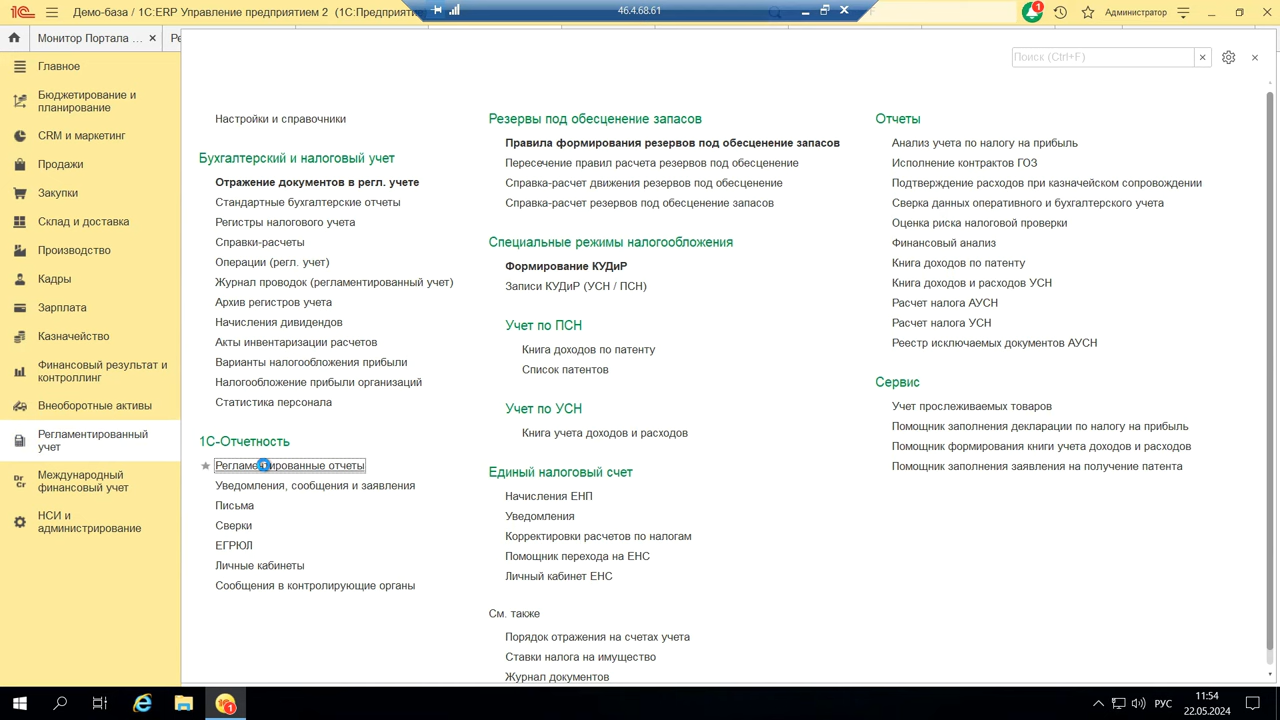 Демо-база / 1С:ERP Управление предприятием 2 (1С:Предприяти
46.4.68.61
1
Администратор
Монитор Портала ...
Ре
Главное
Бюджетирование и
планирование
CRM и маркетинг
Продажи
Закупки
Склад и доставка
Производство
Кадры
Зарплата
Казначейство
Финансовый результат и
контроллинг
Внеоборотные активы
Регламентированный
учет
Международный
финансовый учет
НСИ и
администрирование
Поиск (Ctrl+F)
Настройки и справочники
Бухгалтерский и налоговый учет
Отражение документов в регл. учете
Стандартные бухгалтерские отчеты
Регистры налогового учета
Справки-расчеты
Операции (регл. учет)
Журнал проводок (регламентированный учет)
Архив регистров учета
Начисления дивидендов
Акты инвентаризации расчетов
Варианты налогообложения прибыли
Налогообложение прибыли организаций
Статистика персонала
1С-Отчетность
Регламентированные отчеты
Уведомления, сообщения и заявления
Письма
Сверки
ЕГРЮЛ
Личные кабинеты
Сообщения в контролирующие органы
Резервы под обесценение запасов
Правила формирования резервов под обесценение запасов
Пересечение правил расчета резервов под обесценение
Справка-расчет движения резервов под обесценение
Справка-расчет резервов под обесценение запасов
Специальные режимы налогообложения
Формирование КУДиР
Записи КУДиР (УСН / ПСН)
Учет по ПСН
Книга доходов по патенту
Список патентов
Учет по УСН
Книга учета доходов и расходов
Единый налоговый счет
Начисления ЕНП
Уведомления
Корректировки расчетов по налогам
Помощник перехода на ЕНС
Личный кабинет ЕНС
См. также
Порядок отражения на счетах учета
Ставки налога на имущество
Журнал документов
Отчеты
Анализ учета по налогу на прибыль
Исполнение контрактов ГОЗ
Подтверждение расходов при казначейском сопровождении
Сверка данных оперативного и бухгалтерского учета
Оценка риска налоговой проверки
Финансовый анализ
Книга доходов по патенту
Книга доходов и расходов УСН
Расчет налога АУСН
Расчет налога УСН
Реестр исключаемых документов АУСН
Сервис
Учет прослеживаемых товаров
Помощник заполнения декларации по налогу на прибыль
Помощник формирования книги учета доходов и расходов
Помощник заполнения заявления на получение патента
1
РУС
11:54
22.05.2024